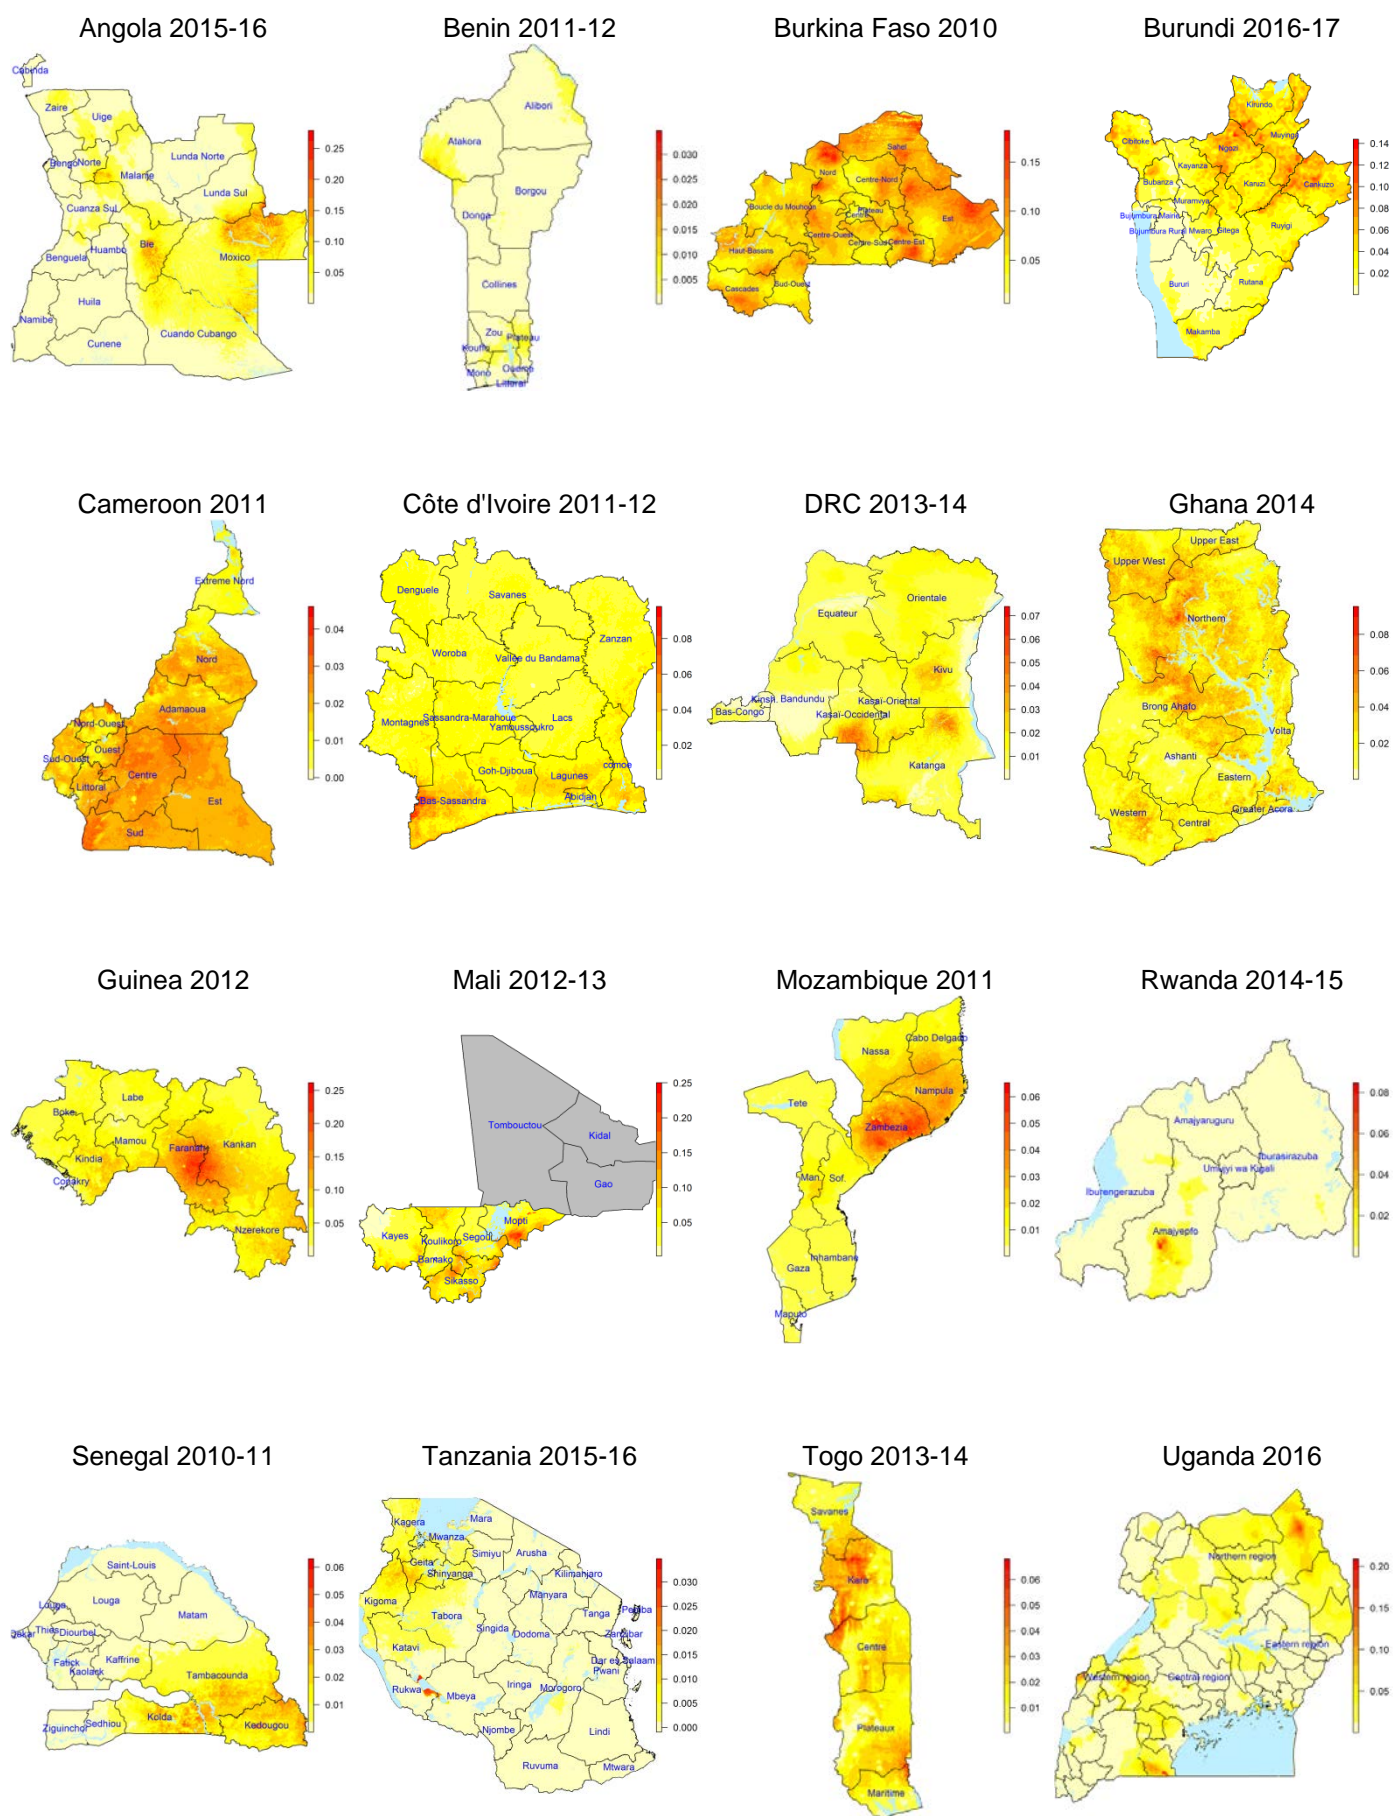 Angola 2015-16
Benin 2011-12
Burkina Faso 2010
Burundi 2016-17
Cabinda
Zaire
Uige
Bengo
Norte
Malanje
Lunda Norte
Lunda Sul
Cuanza Sul
Huambo
Bie
Benguela
Moxico
Huila
Namibe
Cuando Cubango
Cunene
0.25
0.20
0.15
0.10
0.05
Alibori
Atakora
Borgou
Donga
Collines
Zou
Plateau
Kouffo
Mono
Oueme
Littoral
0.030
0.025
0.020
0.015
0.010
0.005
Sahel
Nord
Centre-Nord
Boucle du Mouhoun
Plateau
Centre
Est
Centre-Ouest
Centre-Sud
Centre-Est
Haut-Bassins
Cascades
Sud-Ouest
0.15
0.10
0.05
Kirundo
Muyinga
Cibitoke
Ngozi
Kayanza
Bubanza
Karuzi
Cankuzo
Muramvya
Bujumbura Mairie
Bujumbura Rural
Mwaro
Gitega
Ruyigi
Bururi
Rutana
Makamba
0.14
0.12
0.10
0.08
0.06
0.04
0.02
Cameroon 2011
Côte d'Ivoire 2011-12
DRC 2013-14
Ghana 2014
Extreme Nord
Nord
Adamaoua
Nord-Ouest
Ouest
Sud-Ouest
Centre
Littoral
Est
Sud
0.04
0.03
0.02
0.01
0.00
Denguele
Savanes
Zanzan
Woroba
Vallée du Bandama
Montagnes
Sassandra-Marahoue
Lacs
Yamoussoukro
Goh-Djiboua
Lagunes
comoe
Bas-Sassandra
Abidjan
0.08
0.06
0.04
0.02
Equateur
Orientale
Kivu
Kinsh.
Bandundu
Bas-Congo
Kasaï-Oriental
Kasaï-Occidental
Katanga
0.07
0.06
0.05
0.04
0.03
0.02
0.01
Upper East
Upper West
Northern
Brong Ahafo
Volta
Ashanti
Eastern
Western
Central
Greater Accra
0.08
0.06
0.04
0.02
Guinea 2012
Mali 2012-13
Mozambique 2011
Rwanda 2014-15
Labe
Boke
Mamou
Faranah
Kankan
Kindia
Conakry
Nzerekore
0.25
0.20
0.15
0.10
0.05
Tombouctou
Kidal
Gao
Mopti
Kayes
Koulikoro
Segou
Bamako
Sikasso
0.25
0.20
0.15
0.10
0.05
Nassa
Cabo Delgado
Nampula
Tete
Zambezia
Man.
Sof.
Inhambane
Gaza
Maputo
0.06
0.05
0.04
0.03
0.02
0.01
Amajyaruguru
Iburasirazuba
Umujyi wa Kigali
Iburengerazuba
Amajyepfo
0.08
0.06
0.04
0.02
Senegal 2010-11
Tanzania 2015-16
Togo 2013-14
Uganda 2016
Saint-Louis
Louga
Louga
Matam
Dakar
Thies
Diourbel
Fatick
Kaffrine
Kaolack
Tambacounda
Ziguinchor
Sedhiou
Kolda
Kedougou
0.06
0.05
0.04
0.03
0.02
0.01
Kagera
Mara
Mwanza
Geita
Simiyu
Arusha
Shinyanga
Kilimanjaro
Kigoma
Manyara
Tabora
Tanga
Pemba
Singida
Dodoma
Zanzibar
Katavi
Dar es Salaam
Pwani
Rukwa
Mbeya
Iringa
Morogoro
Njombe
Lindi
Ruvuma
Mtwara
0.030
0.025
0.020
0.015
0.010
0.005
0.000
Savanes
Kara
Centre
Plateaux
Maritime
0.06
0.05
0.04
0.03
0.02
0.01
Northern region
Eastern region
Western region
Central region
0.20
0.15
0.10
0.05